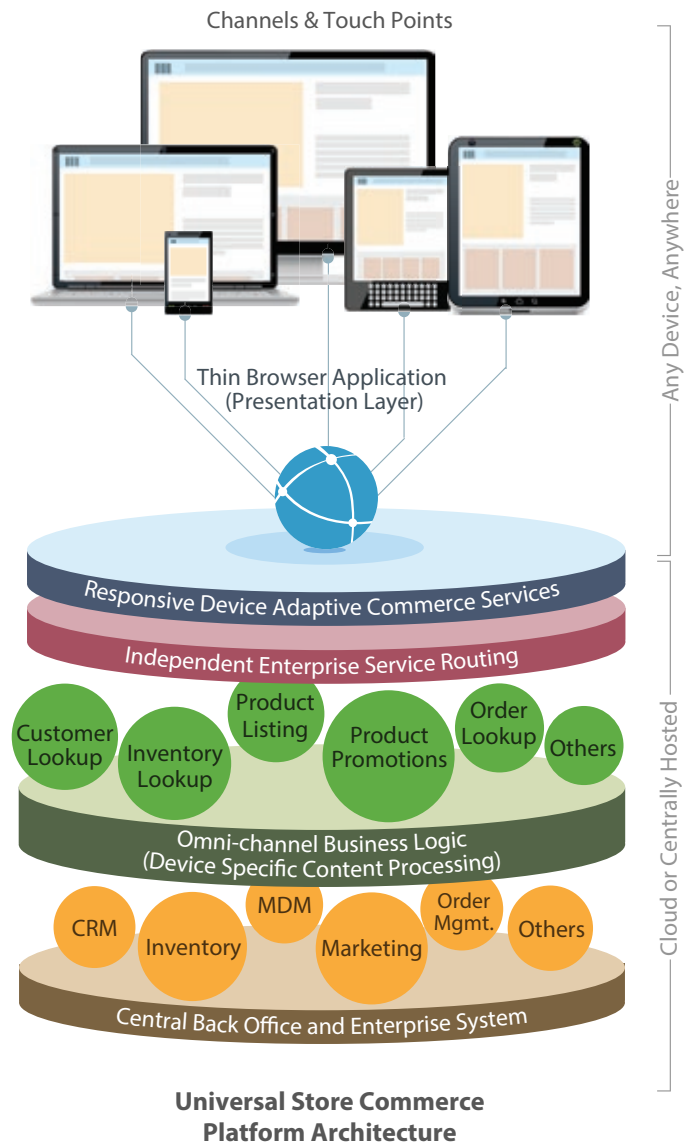 Channels & Touch Points
Any Device, Anywhere
Thin Browser Application
(Presentation Layer)
Responsive Device Adaptive Commerce Services
Independent Enterprise Service Routing
Customer
Lookup
Inventory
Lookup
Product
Listing
Product
Promotions
Order
Lookup
Others
Omni-channel Business Logic
(Device Specific Content Processing)
Cloud or Centrally Hosted
CRM
Inventory
MDM
Marketing
Order
Mgmt.
Others
Central Back Office and Enterprise System
Universal Store Commerce
Platform Architecture